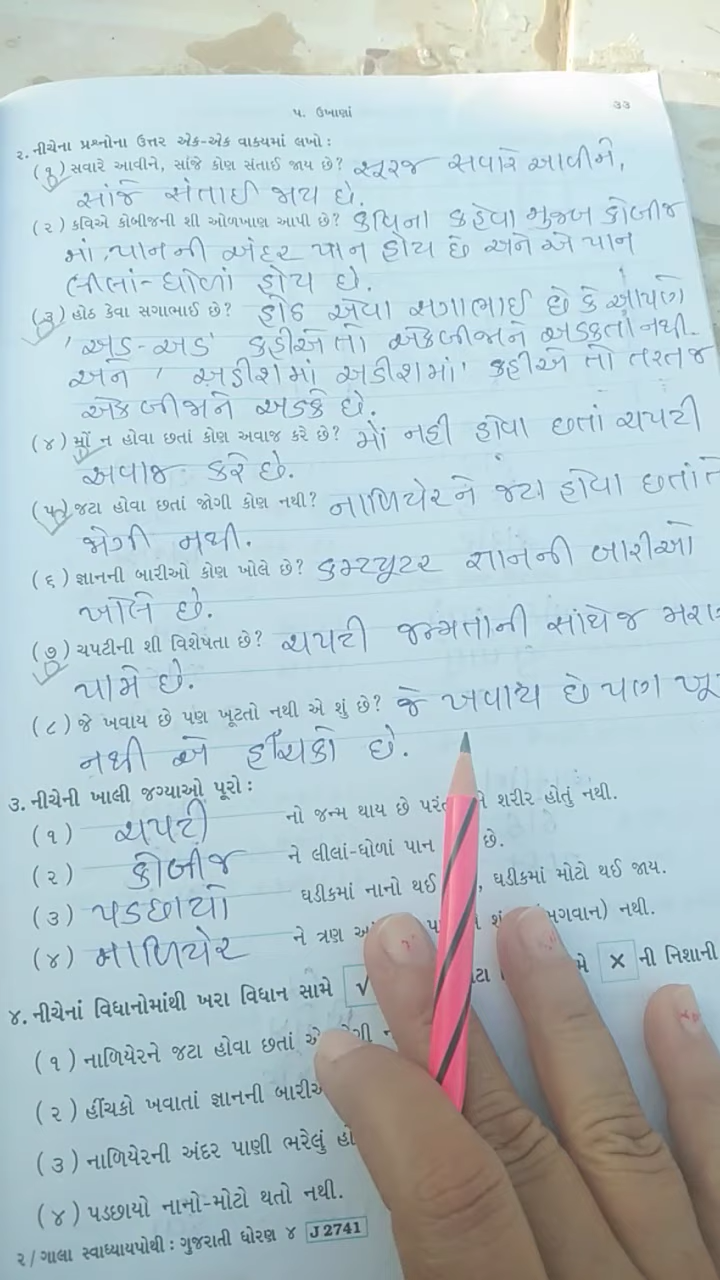 ૫. ઉખાણાં
૩૩
૨. નીચેના પ્રશ્નોના ઉત્તર એક-એક વાક્યમાં લખો :
(૧) સવારે આવીને, સાંજે કોણ સંતાઈ જાય છે? સૂરજ સવારે આવીને,
સાંજે સંતાઈ જાય છે.
(૨) કવિએ કોબીજની શી ઓળખાણ આપી છે? કવિના કહેવા મુજબ કોબીજ
માં પાનની અંદર પાન હોય છે અને એ પાન
લીલાં-ધોળાં હોય છે.
(૩) હોઠ કેવા સગાભાઈ છે? હોઠ એવા સગાભાઈ છે કે આપણે
'અડ-અડ' કહીએ તો એકબીજાને અડકતા નથી.
અને 'અડીશમાં અડીશમાં' કહીએ તો તરત જ
એકબીજાને અડકે છે.
(૪) મોં ન હોવા છતાં કોણ અવાજ કરે છે? મોં નહી હોવા છતાં ચપટી
અવાજ કરે છે.
(૫) જટા હોવા છતાં જોગી કોણ નથી? નાળિયેરને જટા હોવા છતાં તે
જોગી નથી.
(૬) જ્ઞાનની બારીઓ કોણ ખોલે છે? કમ્પ્યૂટર જ્ઞાનની બારીઓ
ખોલે છે.
(૭) ચપટીની શી વિશેષતા છે? ચપટી જન્મતાંની સાથે જ
પામે છે.
(૮) જે ખવાય છે પણ ખૂટતો નથી એ શું છે? જે ખવાય છે પણ
નથી એ હીંચકો છે.
૩. નીચેની ખાલી જગ્યાઓ પૂરો :
(૧) ચપટી નો જન્મ થાય છે શરીર હોતું નથી.
(૨) કોબીજ ને લીલાં-ધોળાં પાન છે.
(૩) પડછાયો ઘડીકમાં નાનો થઈ ઘડીકમાં મોટો થઈ જાય.
(૪) નાળિયેર ને ત્રણ (ભગવાન) નથી.
૪. નીચેનાં વિધાનોમાંથી ખરા વિધાન સામે √ × ની નિશાની
(૧) નાળિયેરને જટા હોવા છતાં
(૨) હીંચકો ખવાતાં જ્ઞાનની
(૩) નાળિયેરની અંદર પાણી ભરેલું
(૪) પડછાયો નાનો-મોટો થતો નથી.
૨ / ગાલા સ્વાધ્યાયપોથી : ગુજરાતી ધોરણ ૪ J 2741